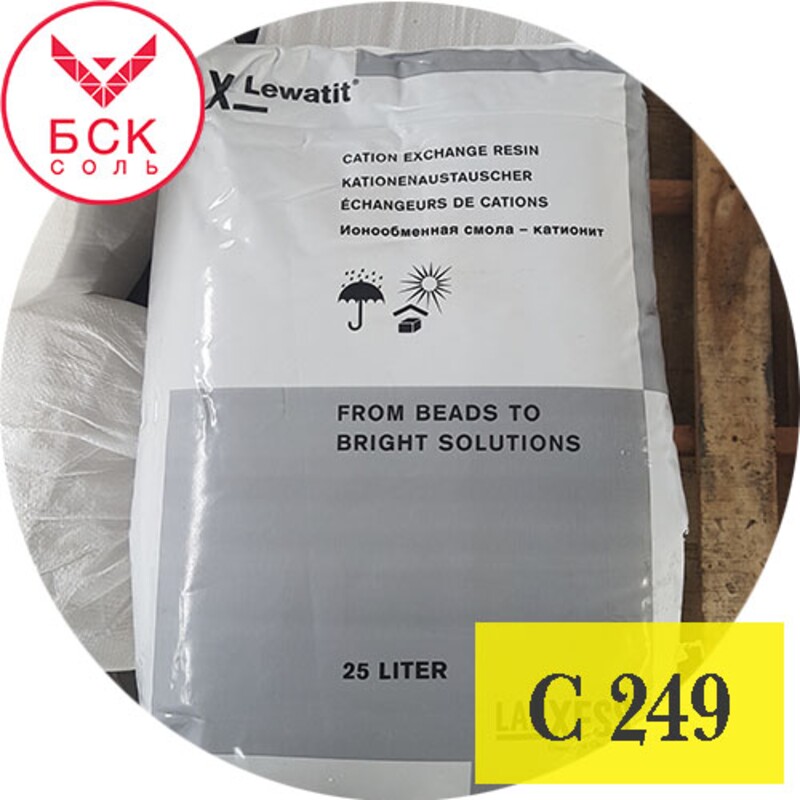 БСК
СОЛЬ
X Lewatit®
CATION EXCHANGE RESIN
KATIONENAUSTAUSCHER
ÉCHANGEURS DE CATIONS
Ионообменная смола – катионит
FROM BEADS TO
BRIGHT SOLUTIONS
25 LITER
LANXESS
C 249